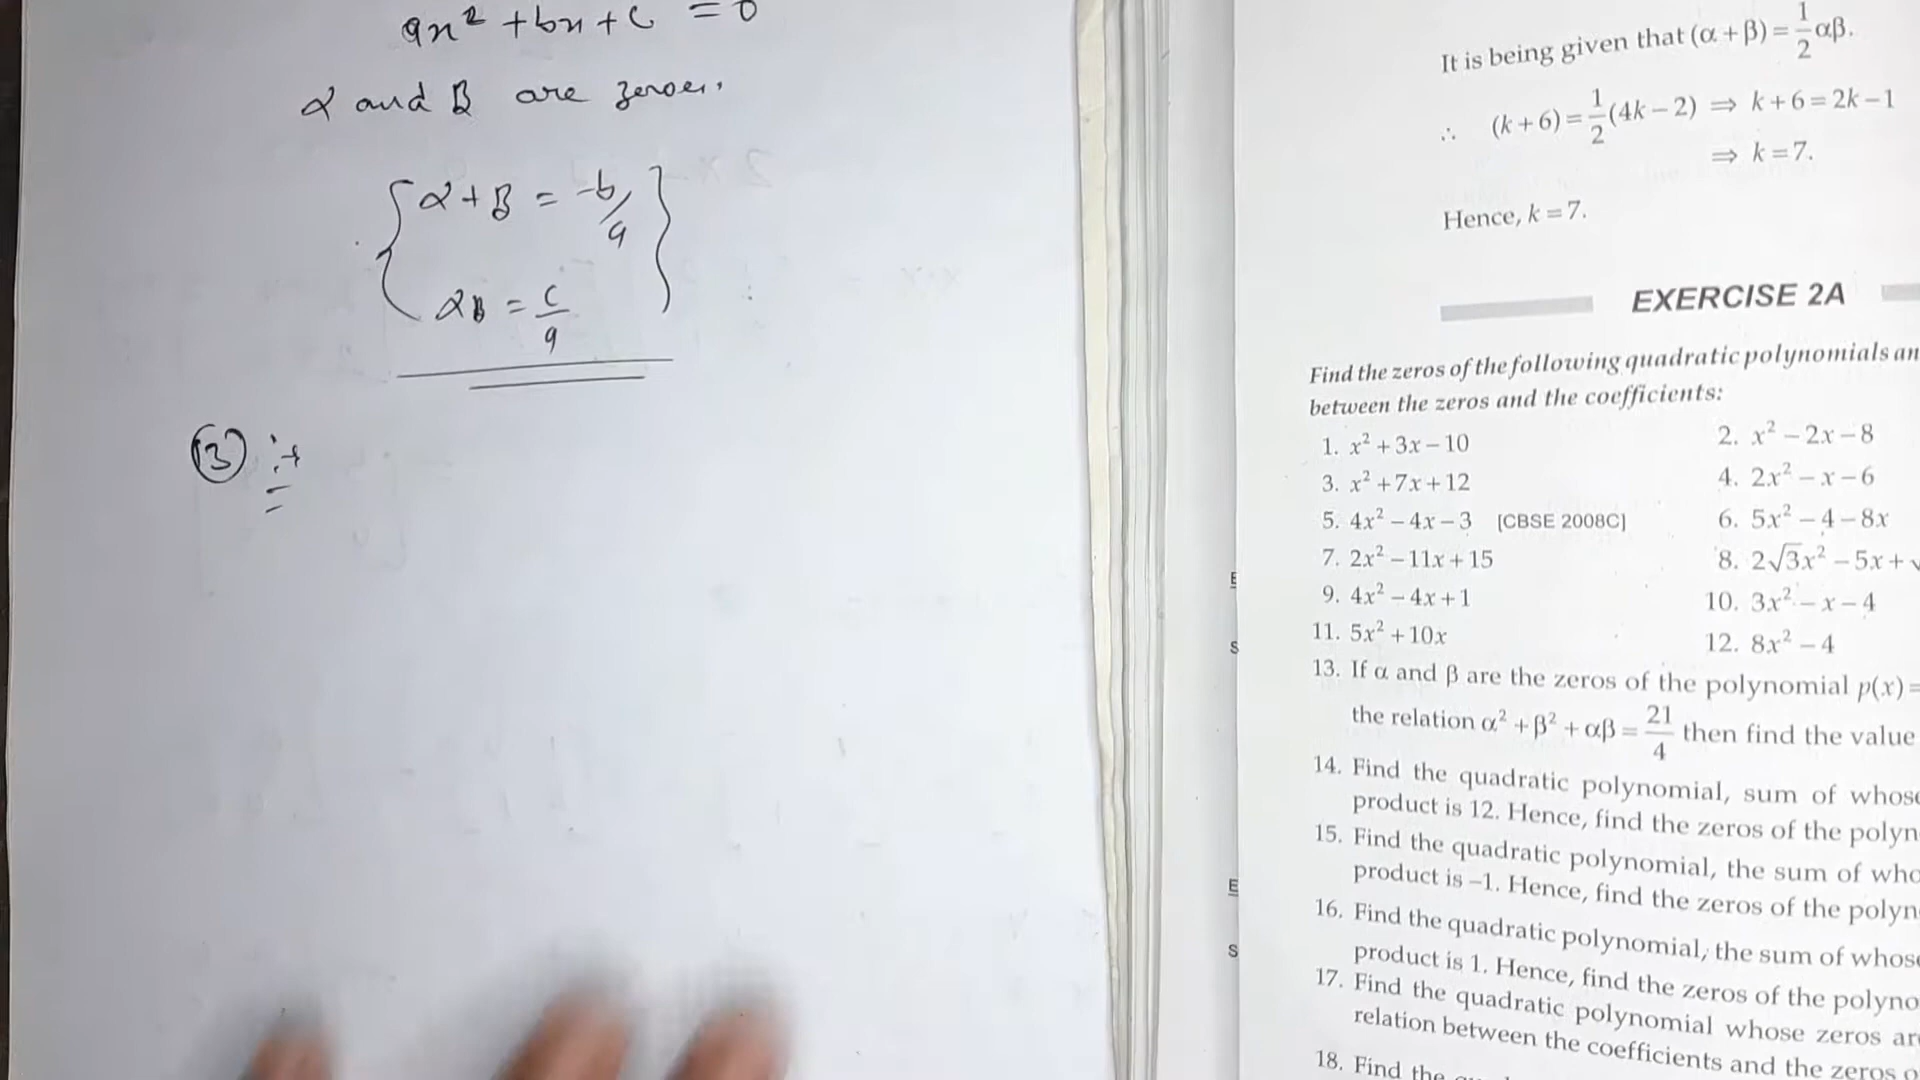 ax² + bx + c = 0
α and β are zeroes.
α + β = -b/a
αβ = c/a
(3) :→
It is being given that (α + β) = 1/2 αβ.
∴ (k + 6) = 1/2 (4k − 2) ⇒ k + 6 = 2k − 1
⇒ k = 7.
Hence, k = 7.
EXERCISE 2A
Find the zeros of the following quadratic polynomials an
between the zeros and the coefficients:
1. x² + 3x − 10
2. x² − 2x − 8
3. x² + 7x + 12
4. 2x² − x − 6
5. 4x² − 4x − 3 [CBSE 2008C]
6. 5x² − 4 − 8x
7. 2x² − 11x + 15
8. 2√3x² − 5x +
9. 4x² − 4x + 1
10. 3x² − x − 4
11. 5x² + 10x
12. 8x² − 4
13. If α and β are the zeros of the polynomial p(x) =
the relation α² + β² + αβ = 21/4 then find the value
14. Find the quadratic polynomial, sum of whose
product is 12. Hence, find the zeros of the polyn
15. Find the quadratic polynomial, the sum of who
product is −1. Hence, find the zeros of the polyn
16. Find the quadratic polynomial, the sum of whose
product is 1. Hence, find the zeros of the polyno
17. Find the quadratic polynomial whose zeros are
relation between the coefficients and the zeros o
18. Find the
E
S
E
S